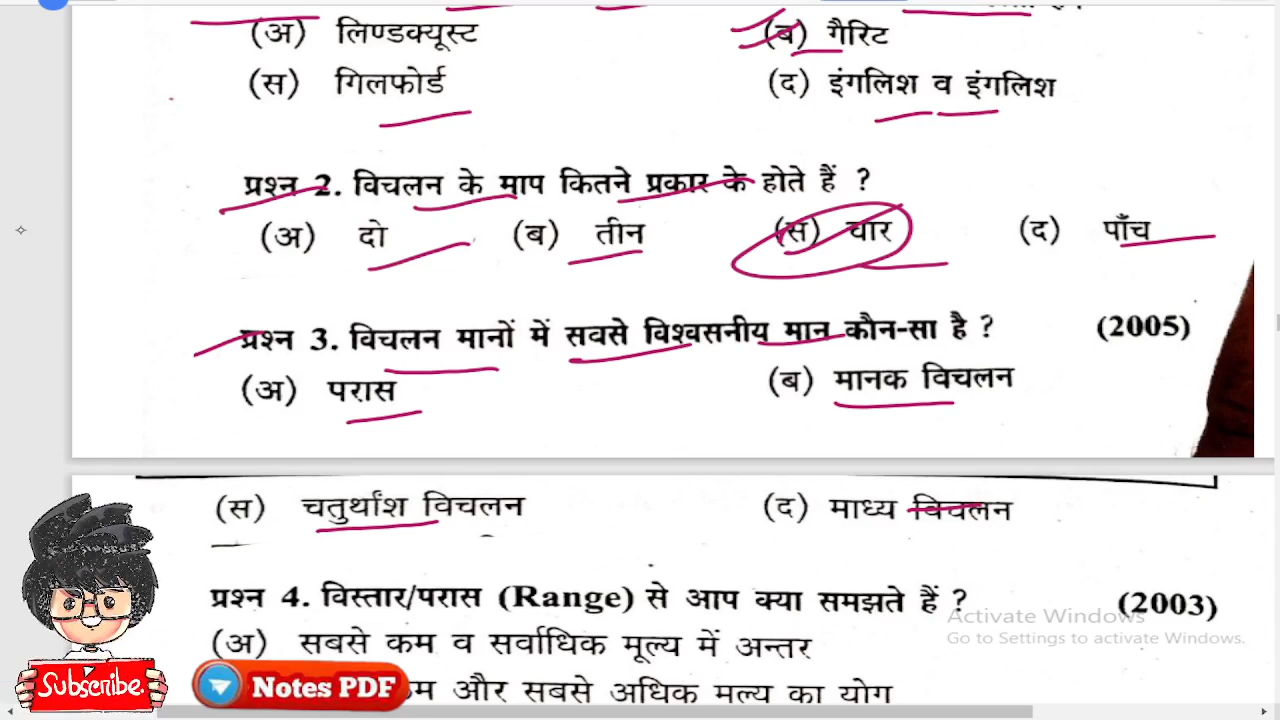 (अ) लिण्डक्यूस्ट (ब) गैरिट
(स) गिलफोर्ड (द) इंगलिश व इंगलिश
प्रश्न 2. विचलन के माप कितने प्रकार के होते हैं ?
(अ) दो (ब) तीन (स) चार (द) पाँच
प्रश्न 3. विचलन मानों में सबसे विश्वसनीय मान कौन-सा है ? (2005)
(अ) परास (ब) मानक विचलन
(स) चतुर्थांश विचलन (द) माध्य विचलन
प्रश्न 4. विस्तार/परास (Range) से आप क्या समझते हैं ? (2003)
(अ) सबसे कम व सर्वाधिक मूल्य में अन्तर
और सबसे अधिक मूल्य का योग
Activate Windows
Go to Settings to activate Windows.
Subscribe.
Notes PDF